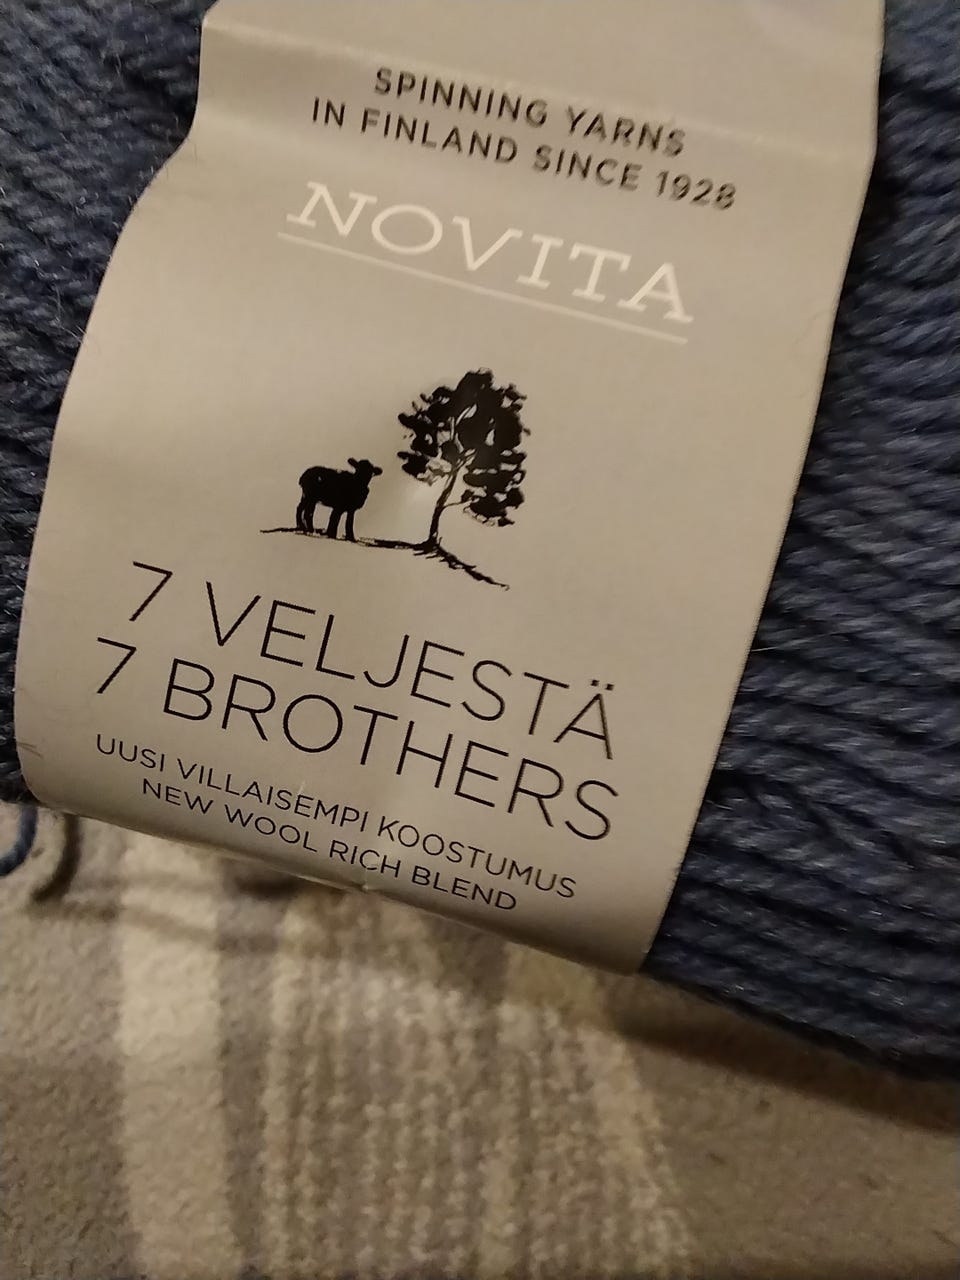 SPINNING YARNS
IN FINLAND SINCE 1928
NOVITA
7 VELJESTÄ
7 BROTHERS
UUSI VILLAISEMPI KOOSTUMUS
NEW WOOL RICH BLEND